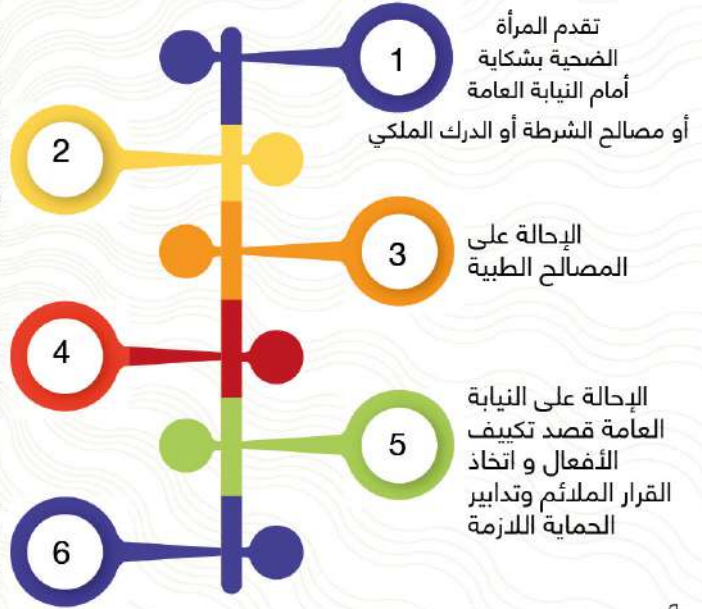 1
تقدم المرأة
الضحية بشكاية
أمام النيابة العامة
أو مصالح الشرطة أو الدرك الملكي
2
3
الإحالة على
المصالح الطبية
4
5
الإحالة على النيابة
العامة قصد تكييف
الأفعال و اتخاذ
القرار الملائم وتدابير
الحماية اللازمة
6